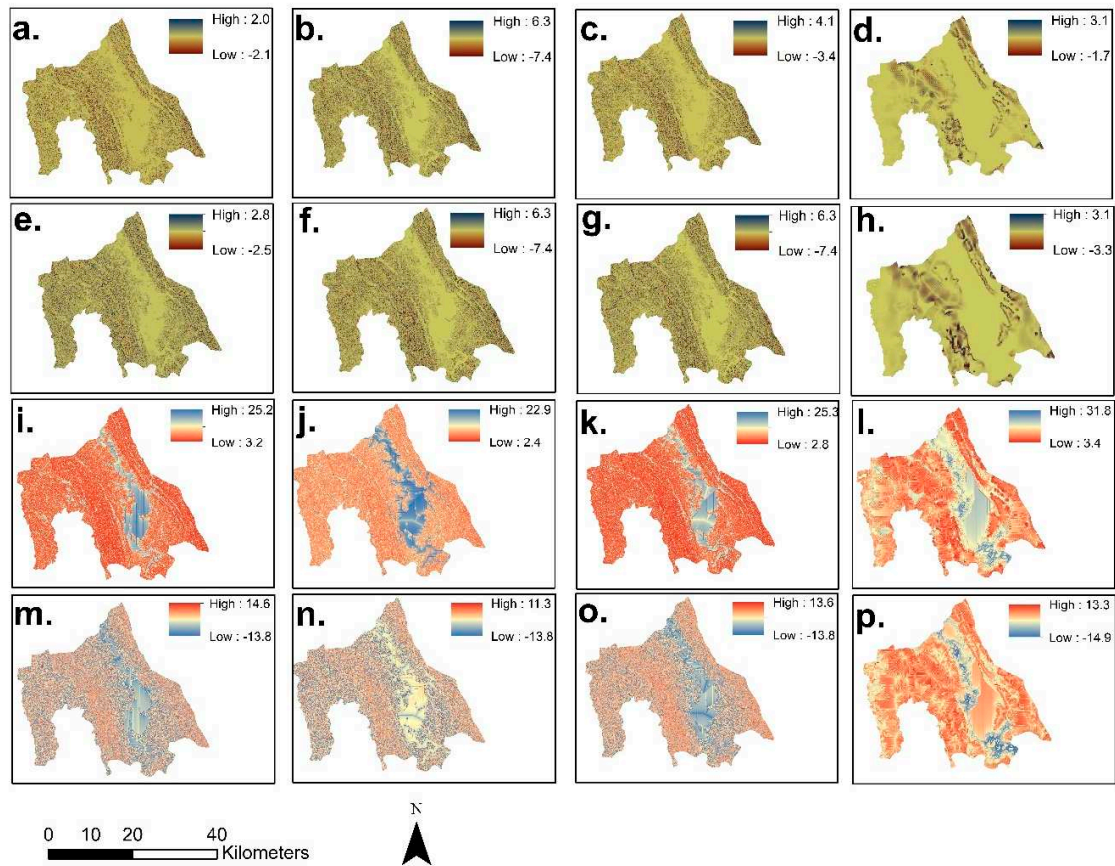 a.
High : 2.0
Low : -2.1
b.
High : 6.3
Low : -7.4
c.
High : 4.1
Low : -3.4
d.
High : 3.1
Low : -1.7
e.
High : 2.8
Low : -2.5
f.
High : 6.3
Low : -7.4
g.
High : 6.3
Low : -7.4
h.
High : 3.1
Low : -3.3
i.
High : 25.2
Low : 3.2
j.
High : 22.9
Low : 2.4
k.
High : 25.3
Low : 2.8
l.
High : 31.8
Low : 3.4
m.
High : 14.6
Low : -13.8
n.
High : 11.3
Low : -13.8
o.
High : 13.6
Low : -13.8
p.
High : 13.3
Low : -14.9
0 10 20 40
Kilometers
N